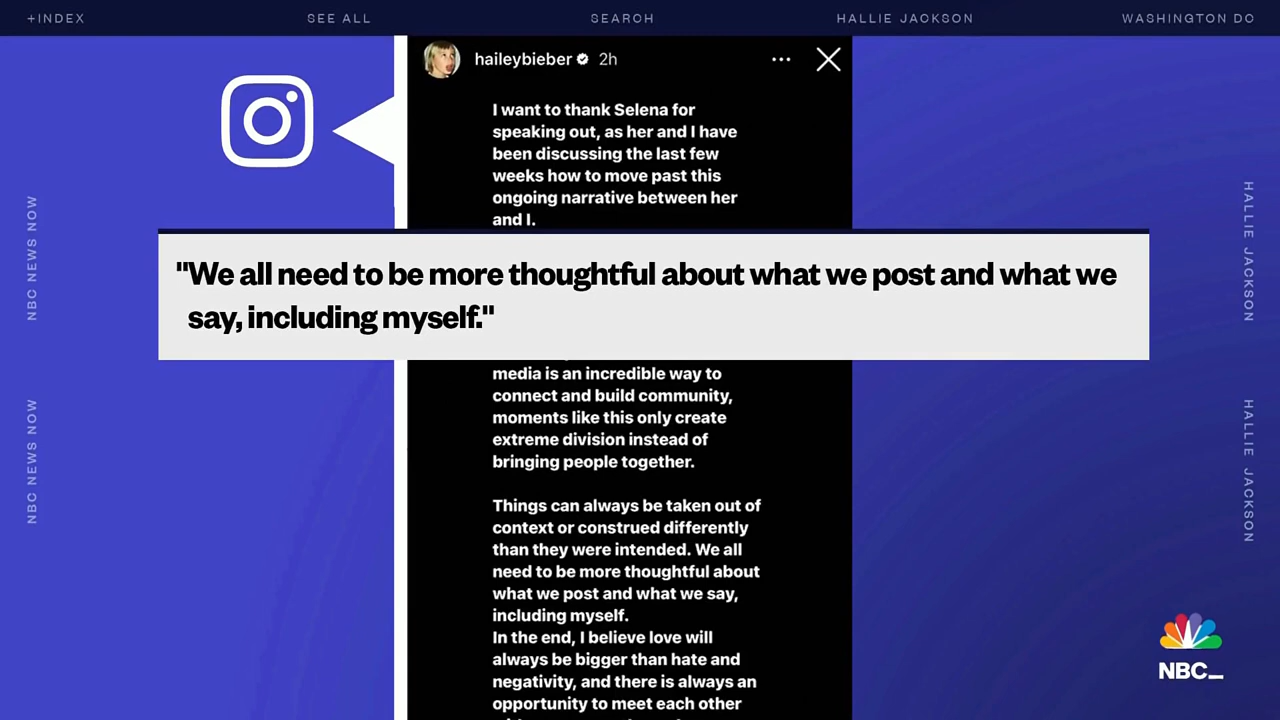 +INDEX
SEE ALL
SEARCH
HALLIE JACKSON
WASHINGTON DC
haileybieber 2h
I want to thank Selena for
speaking out, as her and I have
been discussing the last few
weeks how to move past this
ongoing narrative between her
and I.
"We all need to be more thoughtful about what we post and what we
say, including myself."
media is an incredible way to
connect and build community,
moments like this only create
extreme division instead of
bringing people together.
Things can always be taken out of
context or construed differently
than they were intended. We all
need to be more thoughtful about
what we post and what we say,
including myself.
In the end, I believe love will
always be bigger than hate and
negativity, and there is always an
opportunity to meet each other
NBC NEWS NOW
NBC NEWS NOW
HALLIE JACKSON
HALLIE JACKSON
NBC_